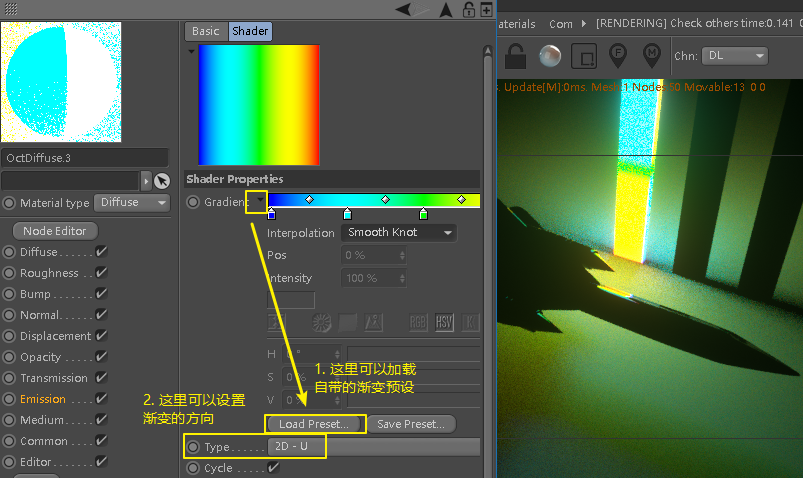 Basic
Shader
OctDiffuse.3
Material type
Diffuse
Node Editor
Diffuse . . . . . .
Roughness . . .
Bump . . . . . . .
Normal. . . . . .
Displacement
Opacity . . . . .
Transmission
Emission
Medium. . . . .
Common . . . .
Editor . . . . . .
Shader Properties
Gradient
Interpolation
Smooth Knot
Pos
0 %
Intensity
100 %
RGB
HSV
K
H
0 °
S
0 %
V
0 %
1. 这里可以加载
自带的渐变预设
2. 这里可以设置
渐变的方向
Load Preset...
Save Preset...
Type . . . . . .
2D - U
Cycle . . . . .
aterials
Com
[RENDERING] Check others time:0.141 0
Chn:
DL
Update[M]:0ms. Mesh:1 Nodes:50 Movable:13 0 0